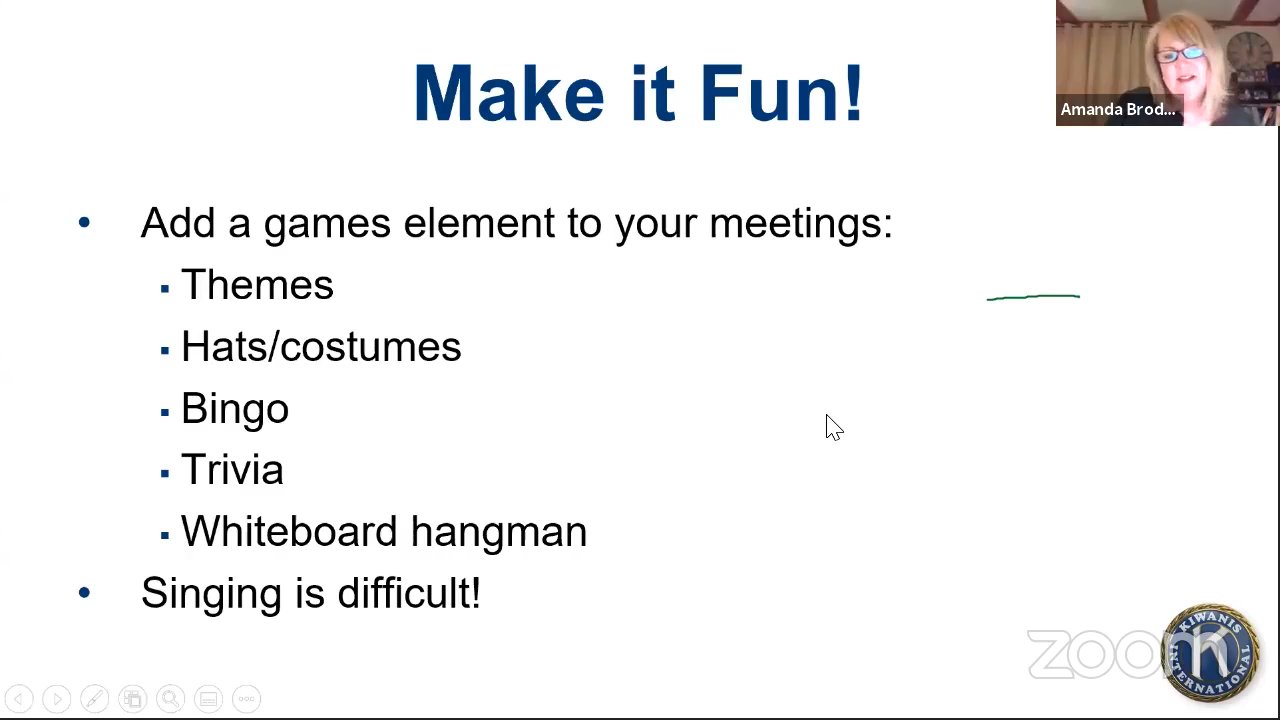 Make it Fun!
Amanda Brod...
• Add a games element to your meetings:
▪ Themes
▪ Hats/costumes
▪ Bingo
▪ Trivia
▪ Whiteboard hangman
• Singing is difficult!
zoom
KIWANIS
K
INTERNATIONAL